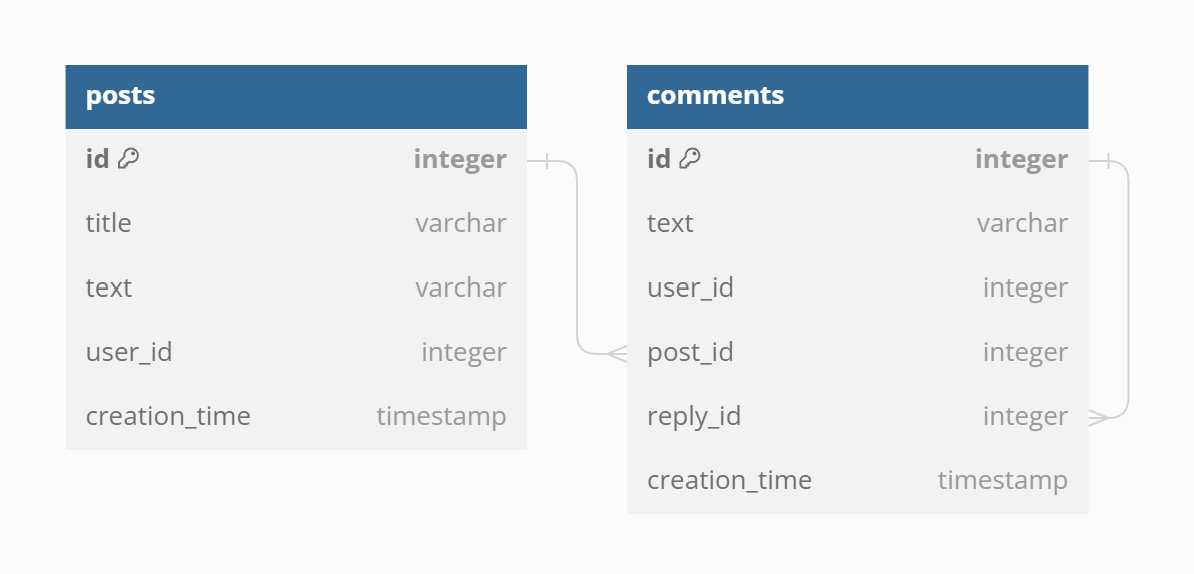 posts
id integer
title varchar
text varchar
user_id integer
creation_time timestamp
comments
id integer
text varchar
user_id integer
post_id integer
reply_id integer
creation_time timestamp